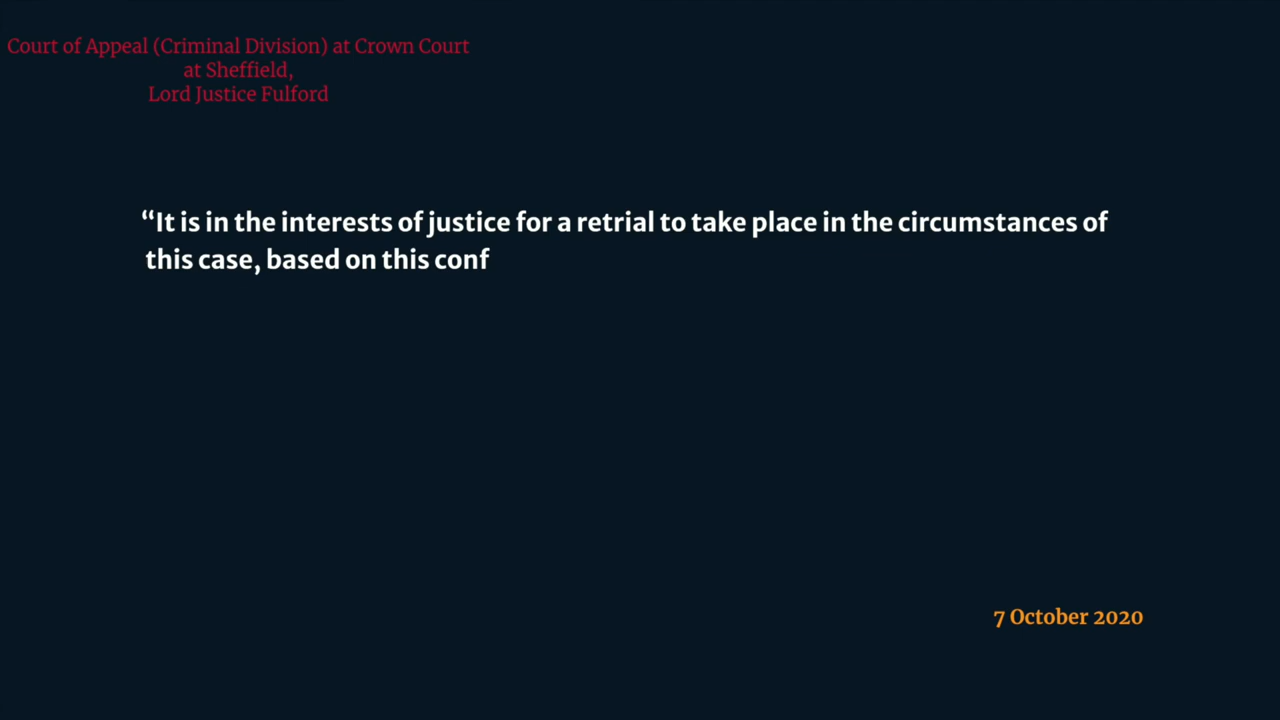 Court of Appeal (Criminal Division) at Crown Court
at Sheffield,
Lord Justice Fulford
“It is in the interests of justice for a retrial to take place in the circumstances of
this case, based on this conf
7 October 2020